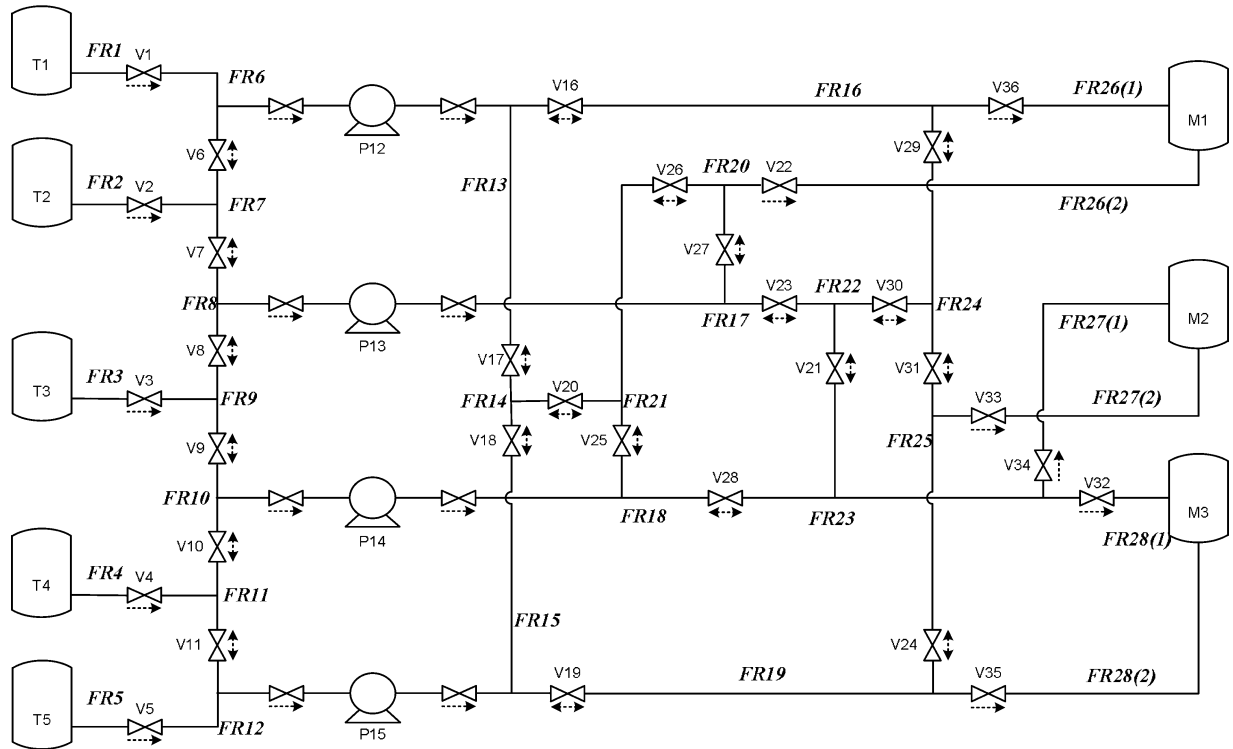 FR1
V1
T1
FR6
P12
V16
FR16
V36
FR26(1)
M1
V6
V29
FR2
V2
T2
FR7
FR13
V26
FR20
V22
FR26(2)
V7
V27
FR8
P13
FR17
V23
FR22
V30
FR24
FR27(1)
M2
V8
V17
V21
V31
FR3
V3
T3
FR9
FR14
V20
FR21
V33
FR27(2)
V9
V18
V25
FR25
V34
FR10
P14
FR18
V28
FR23
V32
M3
FR28(1)
V10
FR4
V4
T4
FR11
FR15
V11
V24
FR5
V5
T5
FR12
P15
V19
FR19
V35
FR28(2)